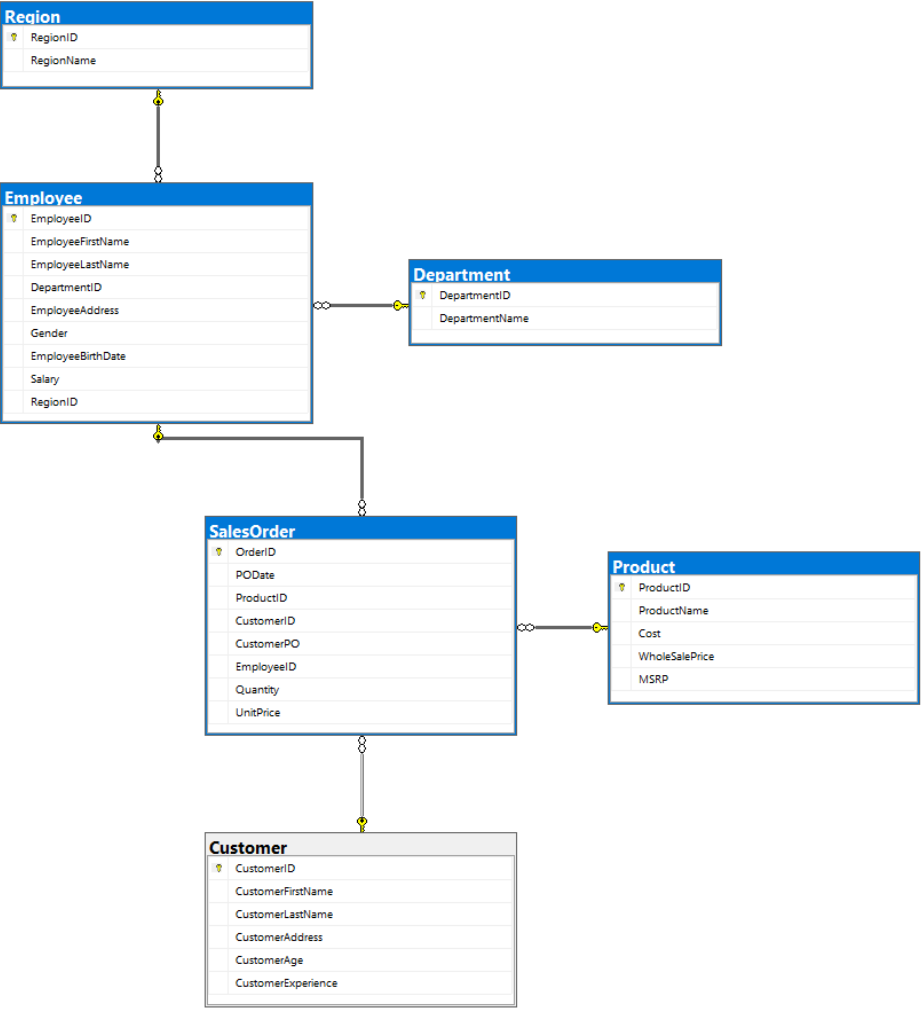 Region
RegionID
RegionName
Employee
EmployeeID
EmployeeFirstName
EmployeeLastName
DepartmentID
EmployeeAddress
Gender
EmployeeBirthDate
Salary
RegionID
Department
DepartmentID
DepartmentName
SalesOrder
OrderID
PODate
ProductID
CustomerID
CustomerPO
EmployeeID
Quantity
UnitPrice
Product
ProductID
ProductName
Cost
WholeSalePrice
MSRP
Customer
CustomerID
CustomerFirstName
CustomerLastName
CustomerAddress
CustomerAge
CustomerExperience